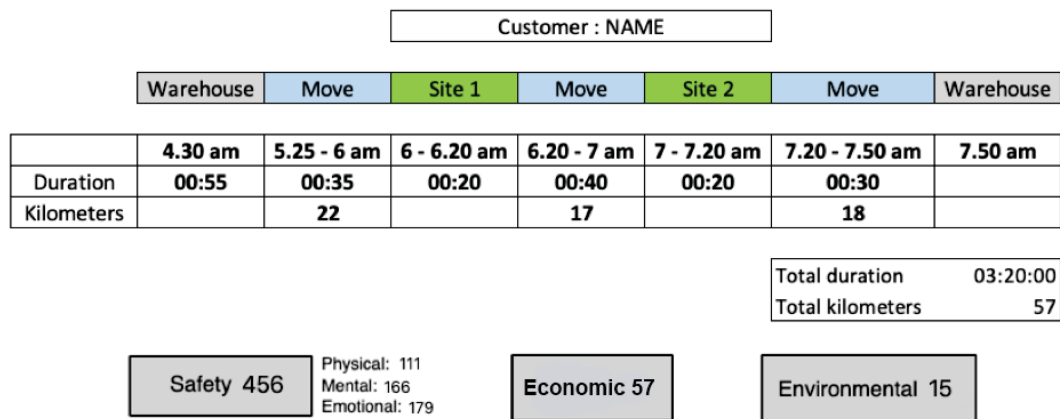 Customer : NAME
Warehouse Move Site 1 Move Site 2 Move Warehouse
4.30 am 5.25 - 6 am 6 - 6.20 am 6.20 - 7 am 7 - 7.20 am 7.20 - 7.50 am 7.50 am
Duration 00:55 00:35 00:20 00:40 00:20 00:30
Kilometers 22 17 18
Total duration 03:20:00
Total kilometers 57
Safety 456
Physical: 111
Mental: 166
Emotional: 179
Economic 57
Environmental 15